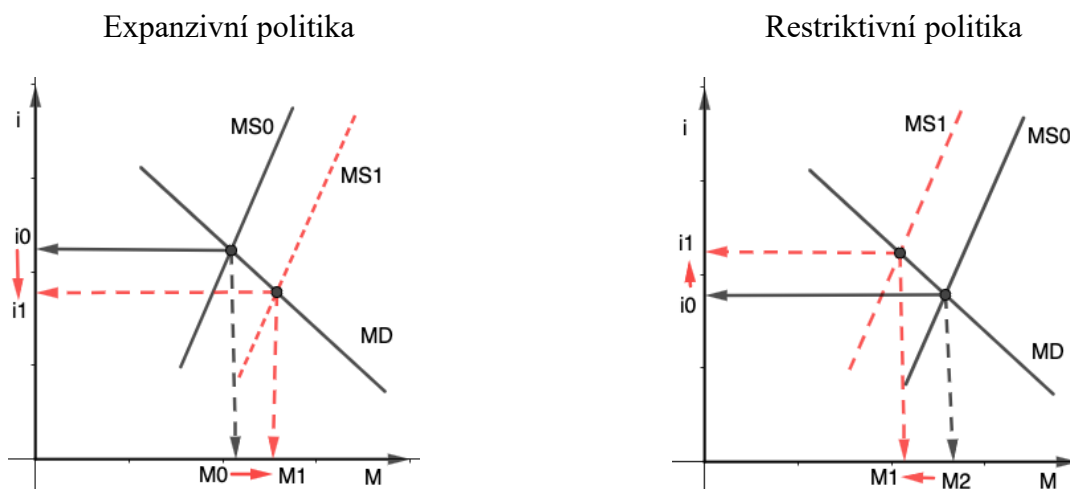 Expanzivní politika
i
MS0
MS1
i0
i1
MD
M0
M1
M
Restriktivní politika
i
MS1
MS0
i1
i0
MD
M1
M2
M